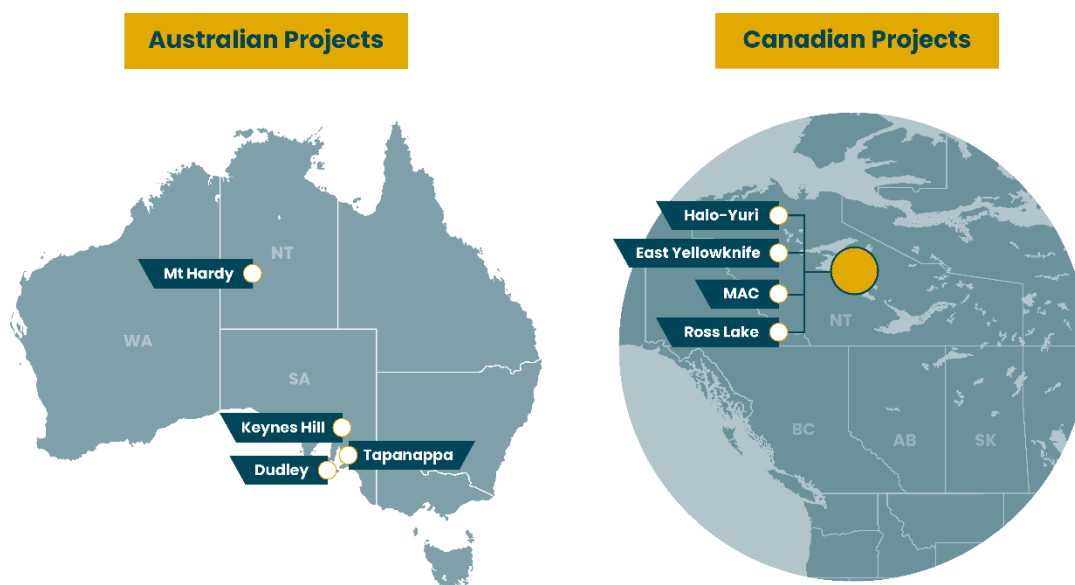 Australian Projects
NT
Mt Hardy
WA
SA
Keynes Hill
Tapanappa
Dudley
Canadian Projects
Halo-Yuri
East Yellowknife
MAC
NT
Ross Lake
BC
AB
SK